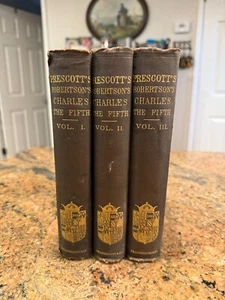 PRESCOTT'S
ROBERTSON'S
CHARLES
THE FIFTH
VOL. I.
PRESCOTT'S
ROBERTSON'S
CHARLES
THE FIFTH
VOL. II
PRESCOTT'S
ROBERTSON'S
CHARLES
THE FIFTH
VOL. III.